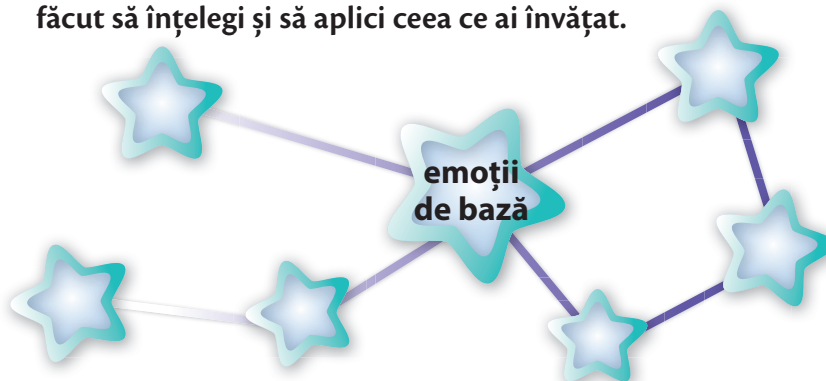 făcut să înțelegi și să aplici ceea ce ai învățat.
emoții
de bază